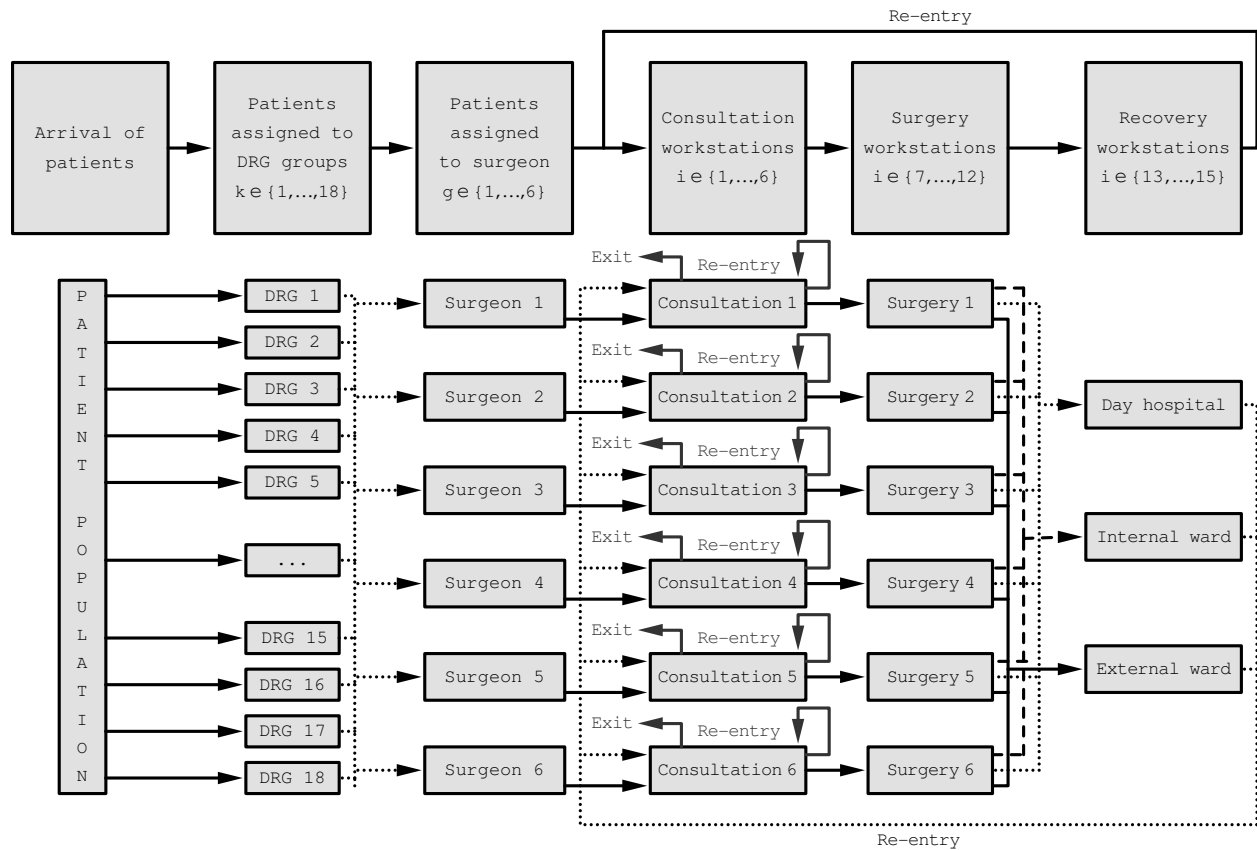 Re-entry
Arrival of
patients
Patients
assigned to
DRG groups
k ∈ {1,...,18}
Patients
assigned
to surgeon
g ∈ {1,...,6}
Consultation
workstations
i ∈ {1,...,6}
Surgery
workstations
i ∈ {7,...,12}
Recovery
workstations
i ∈ {13,...,15}
PATIENT POPULATION
DRG 1
DRG 2
DRG 3
DRG 4
DRG 5
...
DRG 15
DRG 16
DRG 17
DRG 18
Surgeon 1
Surgeon 2
Surgeon 3
Surgeon 4
Surgeon 5
Surgeon 6
Exit
Re-entry
Consultation 1
Exit
Re-entry
Consultation 2
Exit
Re-entry
Consultation 3
Exit
Re-entry
Consultation 4
Exit
Re-entry
Consultation 5
Exit
Re-entry
Consultation 6
Surgery 1
Surgery 2
Surgery 3
Surgery 4
Surgery 5
Surgery 6
Day hospital
Internal ward
External ward
Re-entry